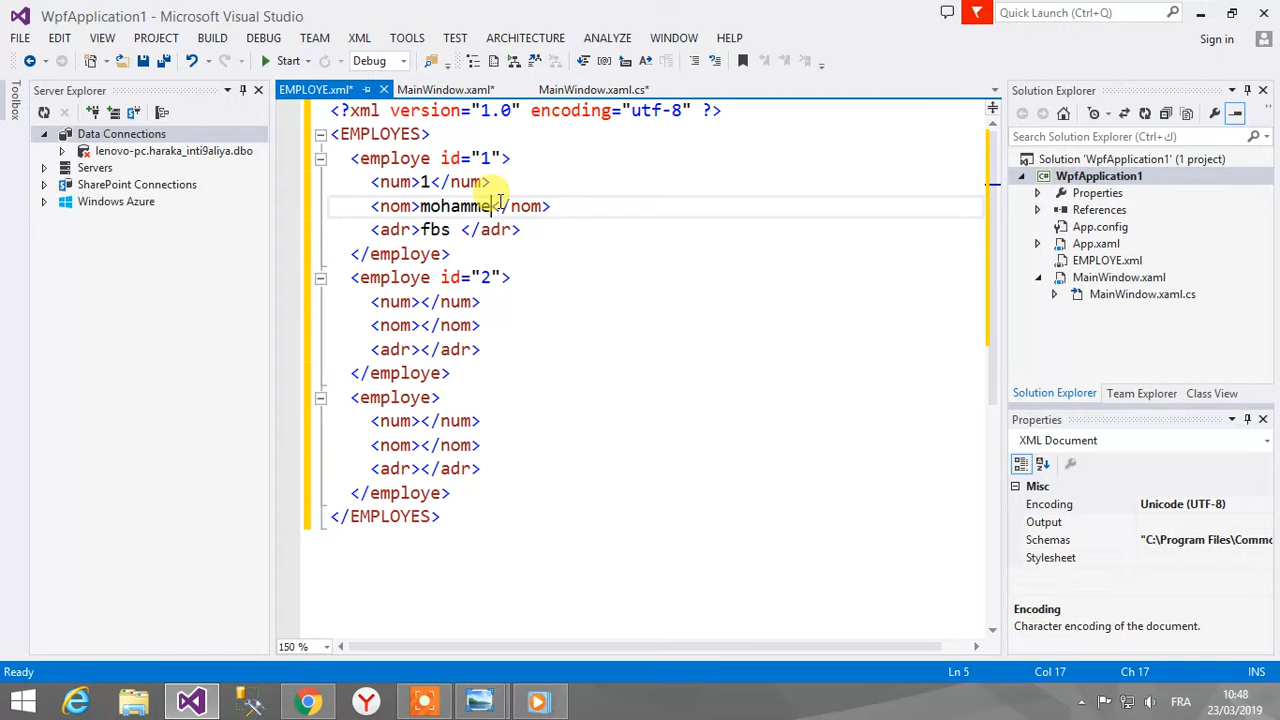 WpfApplication1 - Microsoft Visual Studio
Quick Launch (Ctrl+Q)
FILE EDIT VIEW PROJECT BUILD DEBUG TEAM XML TOOLS TEST ARCHITECTURE ANALYZE WINDOW HELP
Sign in
Start
Debug
Toolbox
Server Explorer
Data Connections
lenovo-pc.haraka_inti9aliya.dbo
Servers
SharePoint Connections
Windows Azure
EMPLOYE.xml*
MainWindow.xaml*
MainWindow.xaml.cs*
<?xml version="1.0" encoding="utf-8" ?>
<EMPLOYES>
<employe id="1">
<num>1</num>
<nom>mohamme</nom>
<adr>fbs </adr>
</employe>
<employe id="2">
<num></num>
<nom></nom>
<adr></adr>
</employe>
<employe>
<num></num>
<nom></nom>
<adr></adr>
</employe>
</EMPLOYES>
150 %
Solution Explorer
Search Solution Explorer (Ctrl+M)
Solution 'WpfApplication1' (1 project)
WpfApplication1
Properties
References
App.config
App.xaml
EMPLOYE.xml
MainWindow.xaml
MainWindow.xaml.cs
Solution Explorer
Team Explorer
Class View
Properties
XML Document
Misc
Encoding Unicode (UTF-8)
Output
Schemas "C:\Program Files\Commo
Stylesheet
Encoding
Character encoding of the document.
Ready
Ln 5
Col 17
Ch 17
INS
FRA
10:48
23/03/2019